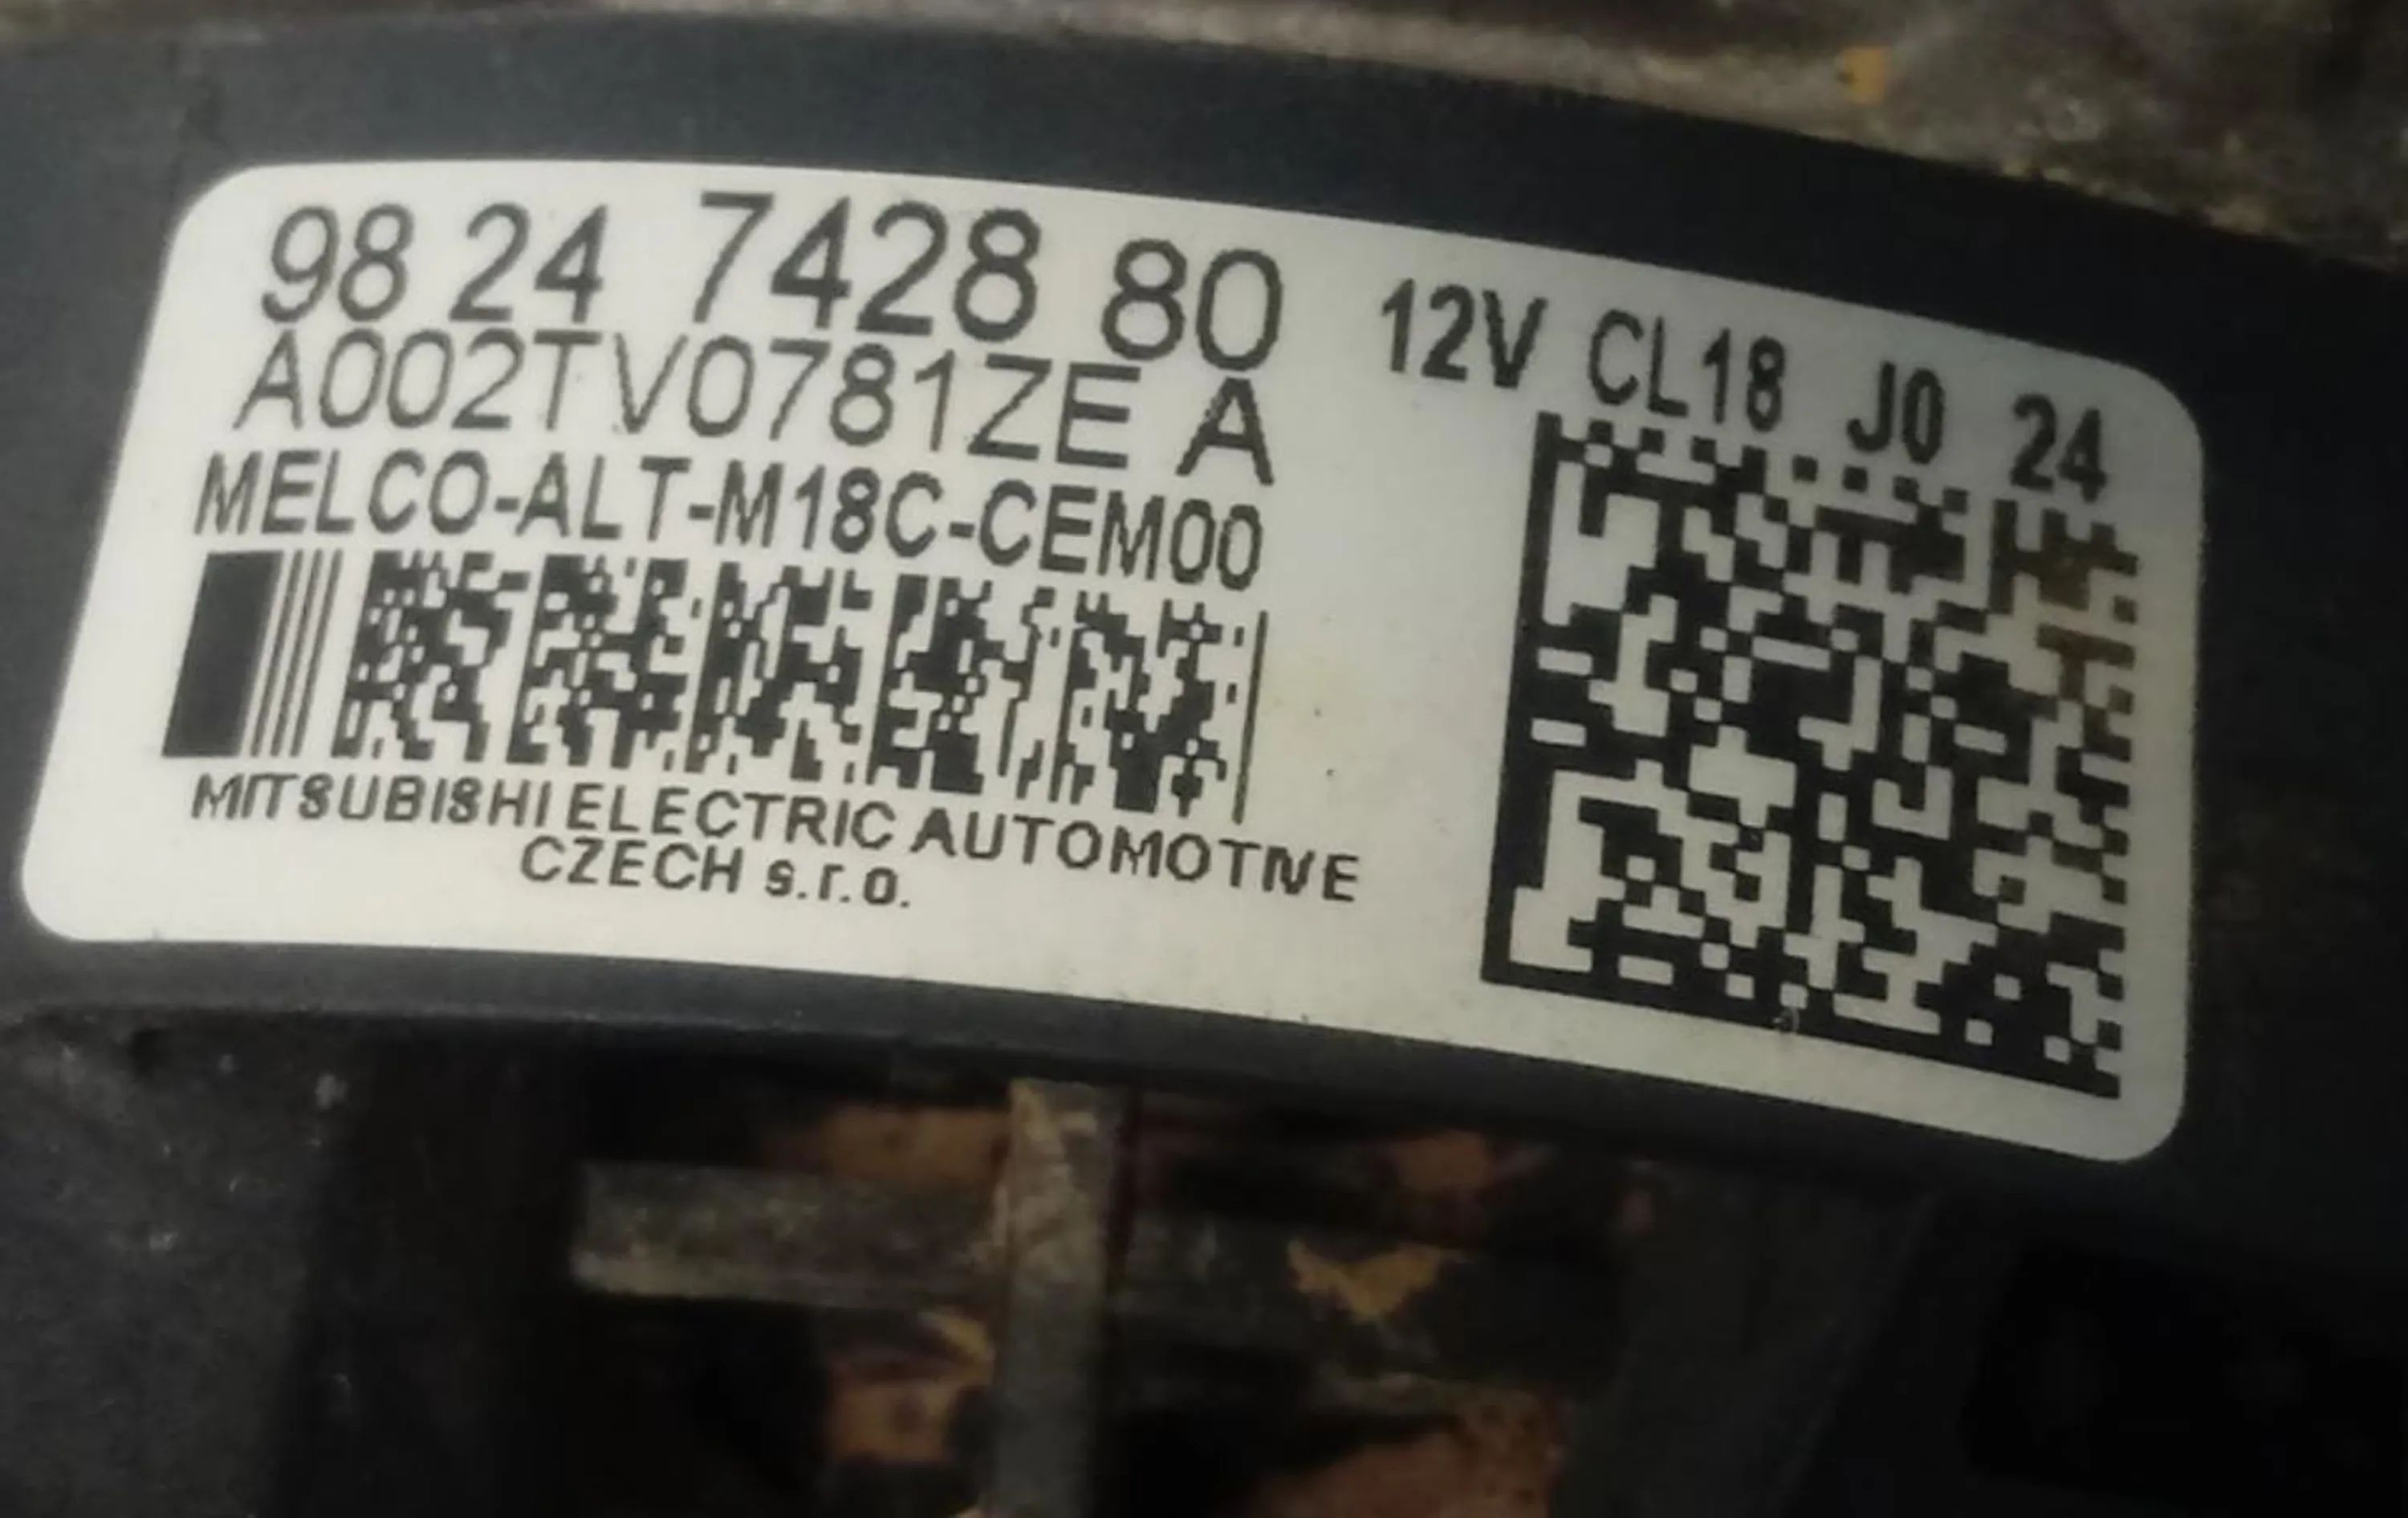 98 24 7428 80
12V CL18 J0 24
A002TV0781ZE A
MELCO-ALT-M18C-CEM00
MITSUBISHI ELECTRIC AUTOMOTIVE
CZECH s.r.o.